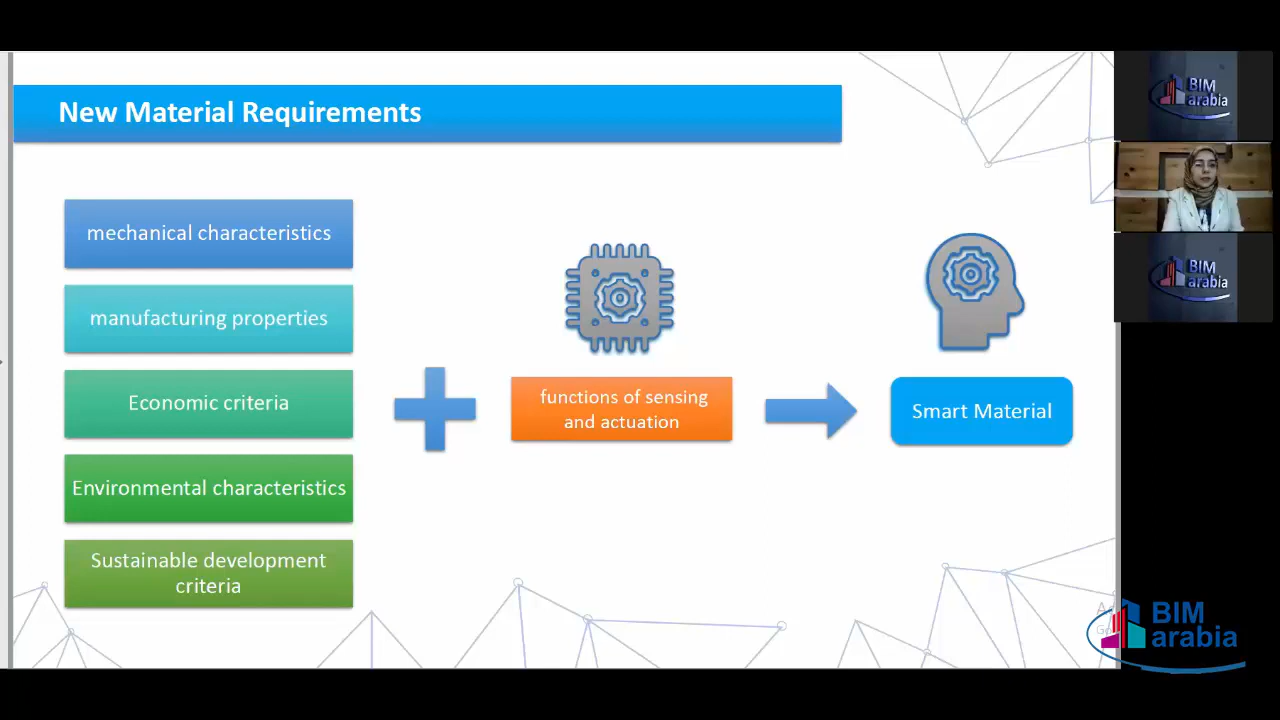 New Material Requirements
mechanical characteristics
manufacturing properties
Economic criteria
Environmental characteristics
Sustainable development
criteria
functions of sensing
and actuation
Smart Material
BIM
arabia
BIM
arabia
BIM
arabia